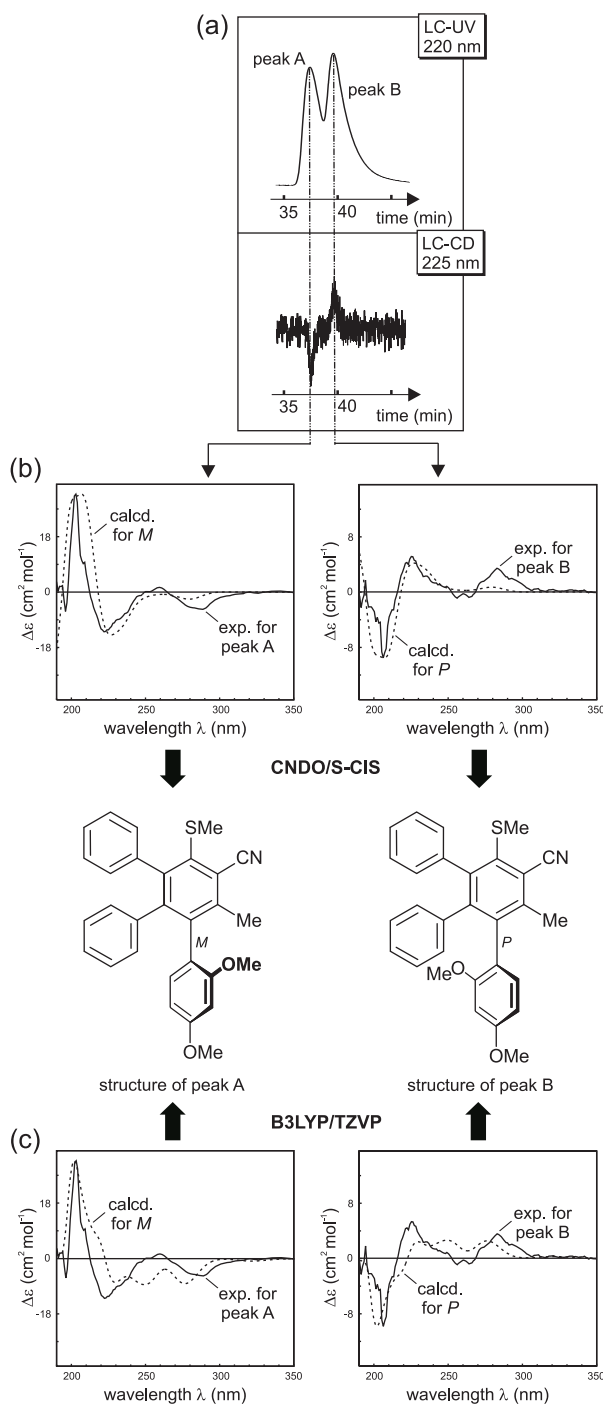 (a)
LC-UV
220 nm
peak A
peak B
35
40
time (min)
LC-CD
225 nm
35
40
time (min)
(b)
calcd.
for M
exp. for
peak A
18
0
-18
Δε (cm² mol⁻¹)
200
250
300
350
wavelength λ (nm)
exp. for
peak B
calcd.
for P
8
0
-8
Δε (cm² mol⁻¹)
200
250
300
350
wavelength λ (nm)
CNDO/S-CIS
SMe
CN
Me
M
OMe
OMe
structure of peak A
SMe
CN
Me
P
MeO
OMe
structure of peak B
B3LYP/TZVP
(c)
calcd.
for M
exp. for
peak A
18
0
-18
Δε (cm² mol⁻¹)
200
250
300
350
wavelength λ (nm)
exp. for
peak B
calcd.
for P
8
0
-8
Δε (cm² mol⁻¹)
200
250
300
350
wavelength λ (nm)